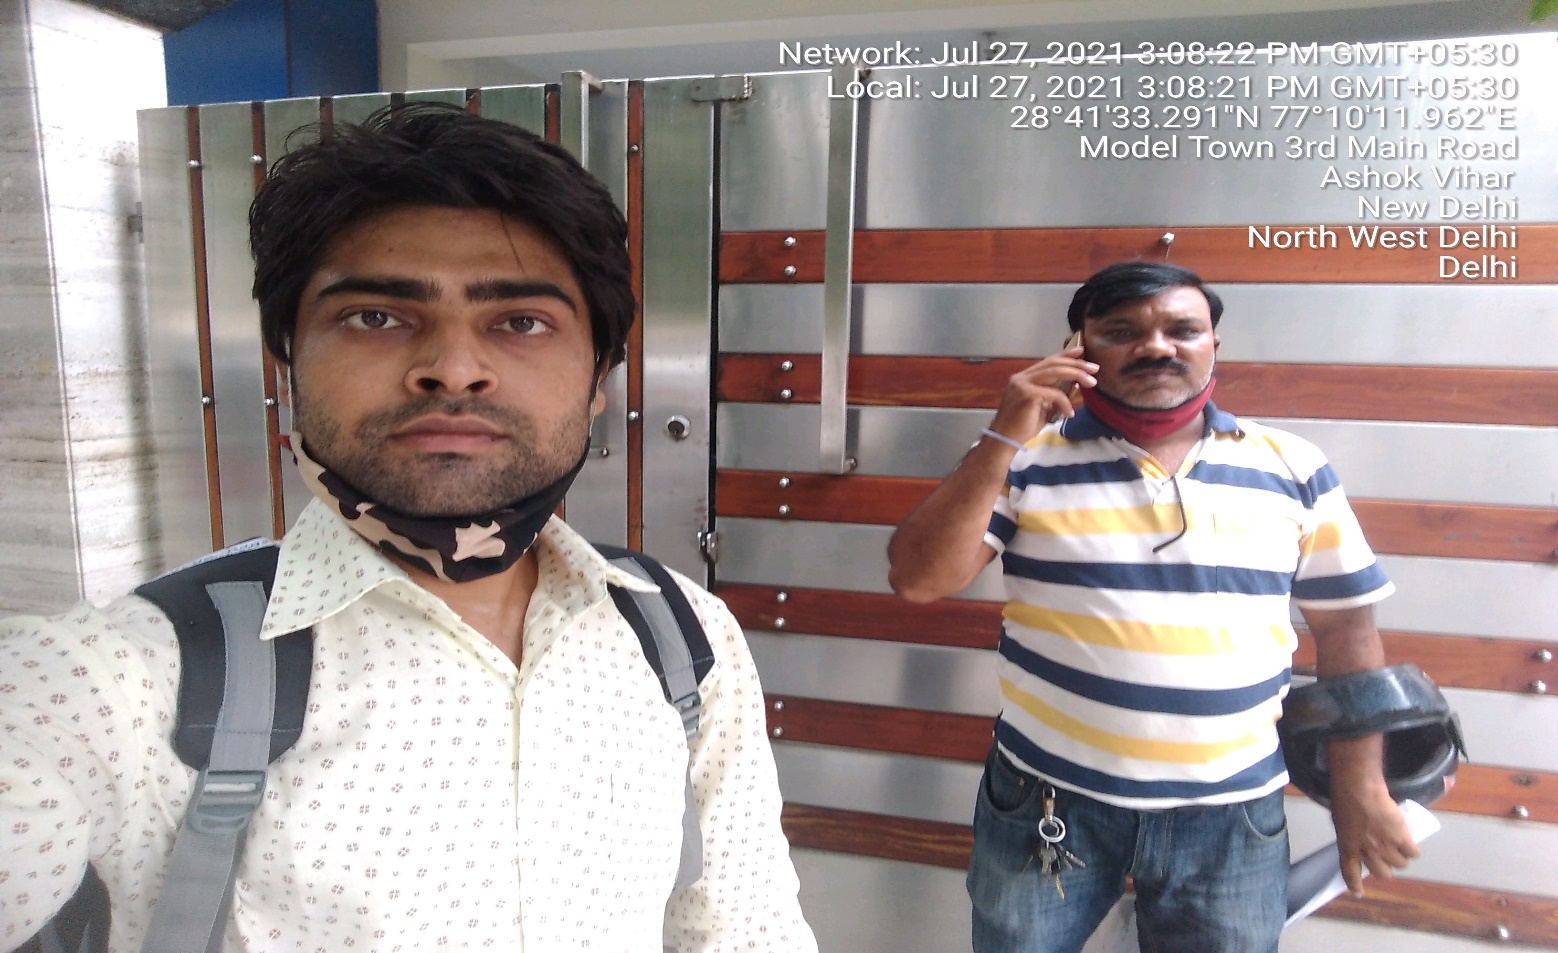 Network: Jul 27, 2021 3:08:22 PM GMT+05:30
Local: Jul 27, 2021 3:08:21 PM GMT+05:30
28°41'33.291"N 77°10'11.962"E
Model Town 3rd Main Road
Ashok Vihar
New Delhi
North West Delhi
Delhi